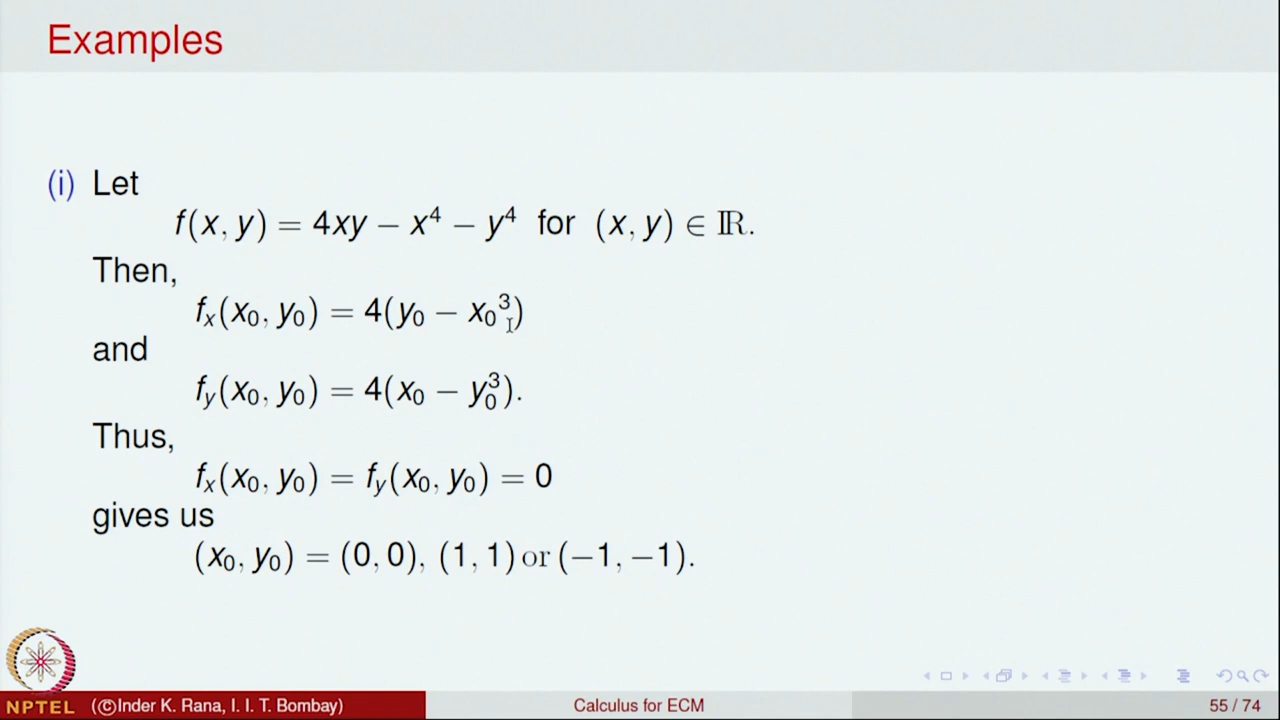 Examples
(i) Let
f(x, y) = 4xy − x⁴ − y⁴ for (x, y) ∈ ℝ.
Then,
fₓ(x₀, y₀) = 4(y₀ − x₀³)
and
f_y(x₀, y₀) = 4(x₀ − y₀³).
Thus,
fₓ(x₀, y₀) = f_y(x₀, y₀) = 0
gives us
(x₀, y₀) = (0, 0), (1, 1) or (−1, −1).
NPTEL (©Inder K. Rana, I. I. T. Bombay) Calculus for ECM 55 / 74